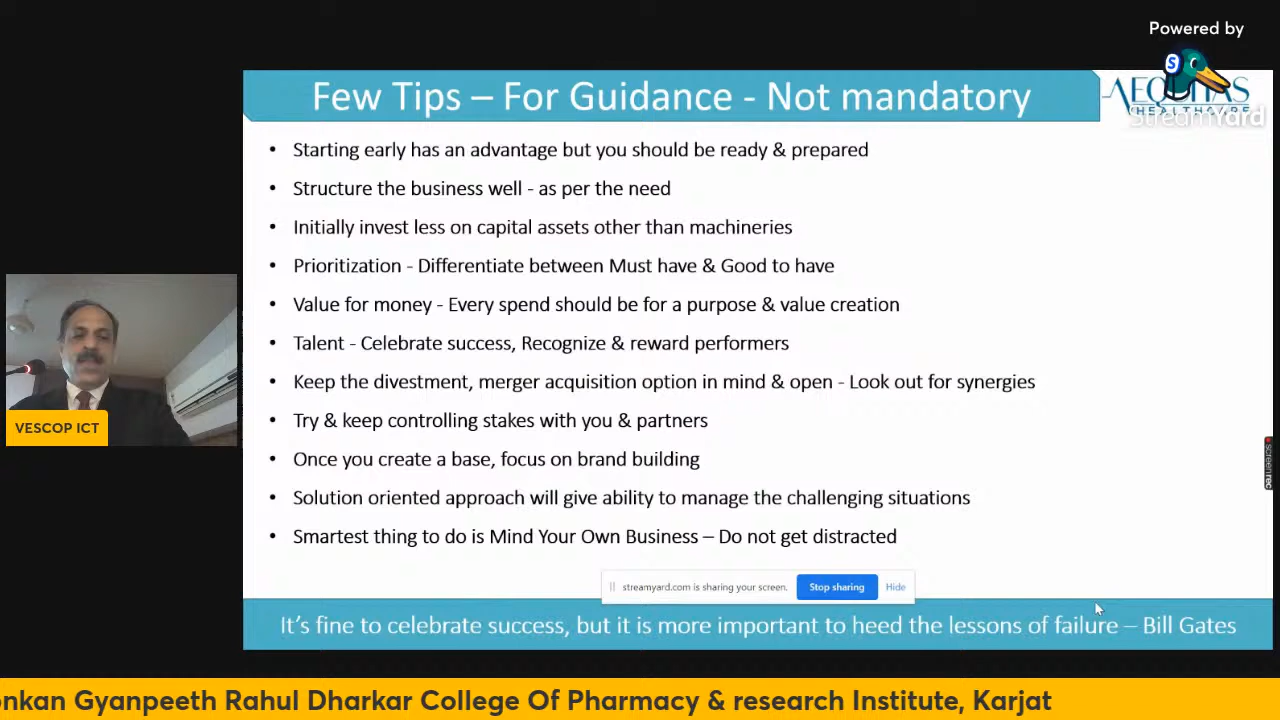 Powered by
StreamYard
AEQUITAS
HEALTHCARE
Few Tips – For Guidance - Not mandatory
• Starting early has an advantage but you should be ready & prepared
• Structure the business well - as per the need
• Initially invest less on capital assets other than machineries
• Prioritization - Differentiate between Must have & Good to have
• Value for money - Every spend should be for a purpose & value creation
• Talent - Celebrate success, Recognize & reward performers
• Keep the divestment, merger acquisition option in mind & open - Look out for synergies
• Try & keep controlling stakes with you & partners
• Once you create a base, focus on brand building
• Solution oriented approach will give ability to manage the challenging situations
• Smartest thing to do is Mind Your Own Business – Do not get distracted
VESCOP ICT
screenrec
streamyard.com is sharing your screen. Stop sharing Hide
It's fine to celebrate success, but it is more important to heed the lessons of failure – Bill Gates
onkan Gyanpeeth Rahul Dharkar College Of Pharmacy & research Institute, Karjat